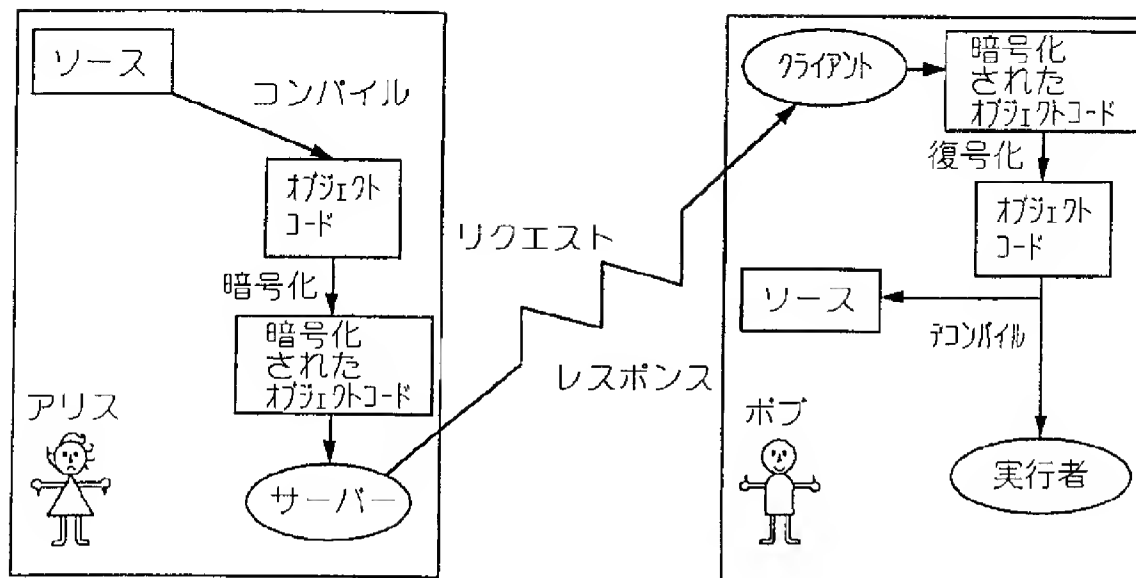 ソース
コンパイル
オブジェクト
コード
暗号化
暗号化
された
オブジェクトコード
アリス
サーバー
リクエスト
レスポンス
クライアント
暗号化
された
オブジェクトコード
復号化
オブジェクト
コード
ソース
デコンパイル
ボブ
実行者